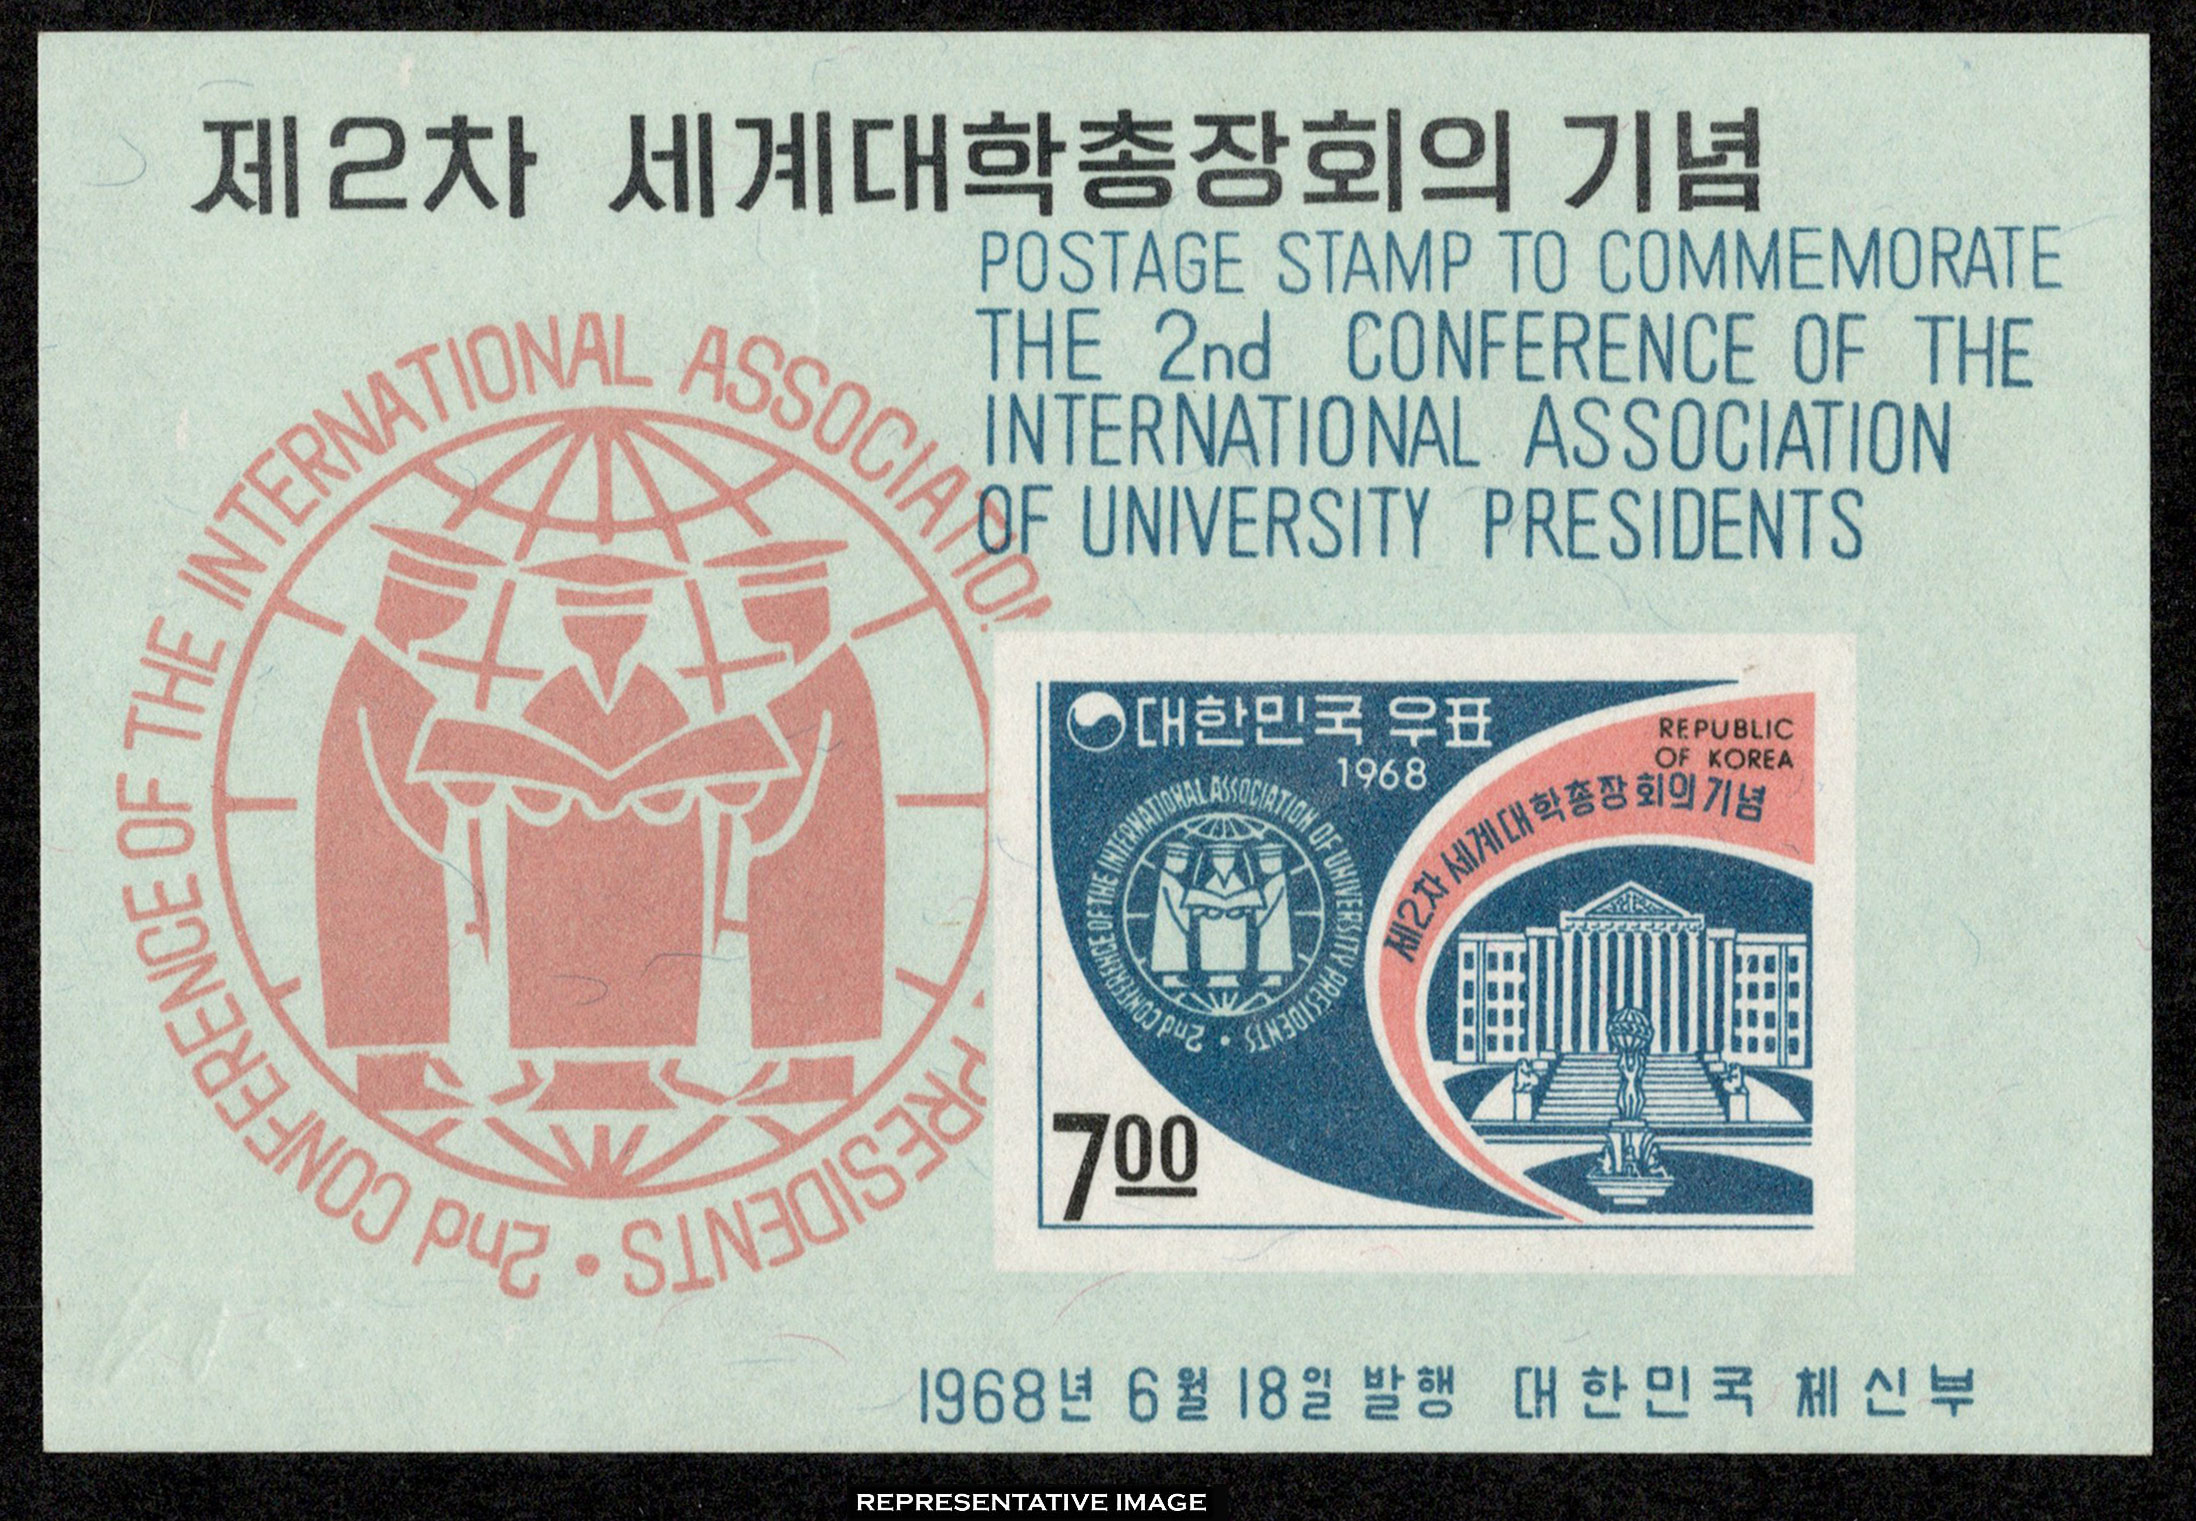 제2차 세계대학총장회의 기념
POSTAGE STAMP TO COMMEMORATE
THE 2nd CONFERENCE OF THE
INTERNATIONAL ASSOCIATION
OF UNIVERSITY PRESIDENTS
2nd CONFERENCE OF THE INTERNATIONAL ASSOCIATION PRESIDENTS •
대한민국 우표
1968
REPUBLIC
OF KOREA
제2차 세계대학총장회의기념
2nd CONFERENCE OF THE INTERNATIONAL ASSOCIATION OF UNIVERSITY PRESIDENTS •
700
1968년 6월 18일 발행 대한민국 체신부
REPRESENTATIVE IMAGE